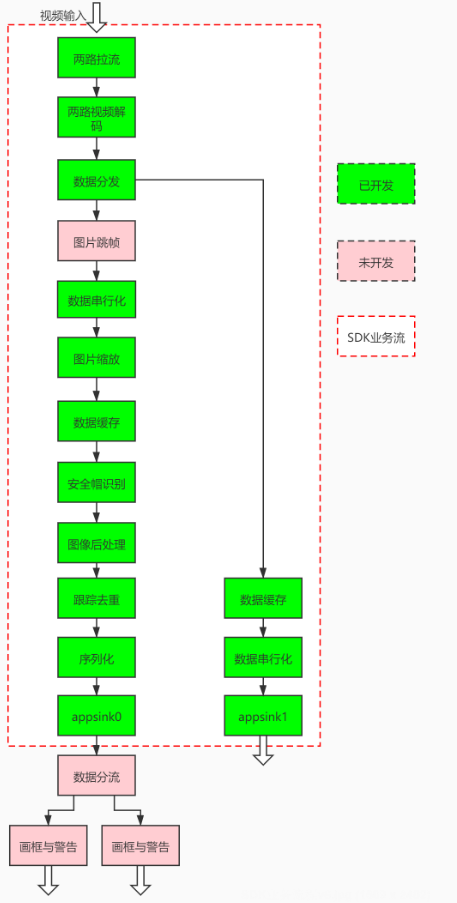 视频输入
两路拉流
两路视频解
码
数据分发
图片跳帧
数据串行化
图片缩放
数据缓存
安全帽识别
图像后处理
跟踪去重
序列化
appsink0
数据缓存
数据串行化
appsink1
数据分流
画框与警告
画框与警告
已开发
未开发
SDK业务流